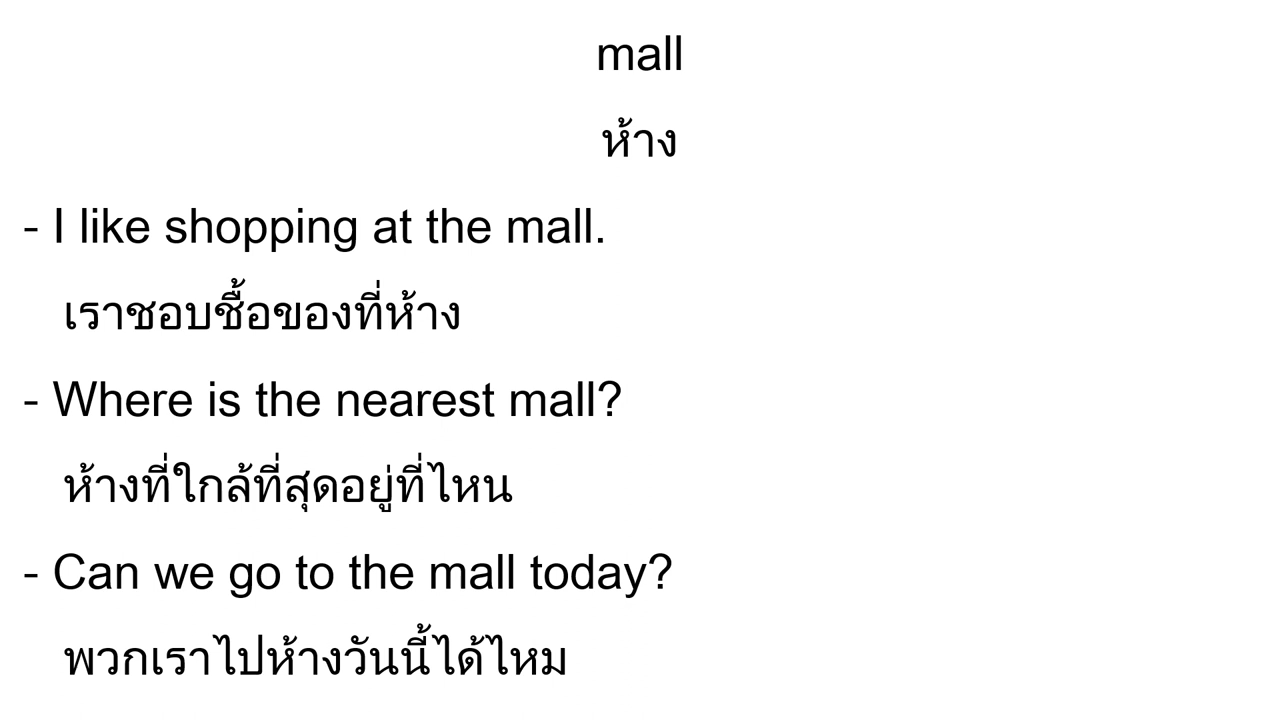 mall
ห้าง
- I like shopping at the mall.
เราชอบซื้อของที่ห้าง
- Where is the nearest mall?
ห้างที่ใกล้ที่สุดอยู่ที่ไหน
- Can we go to the mall today?
พวกเราไปห้างวันนี้ได้ไหม